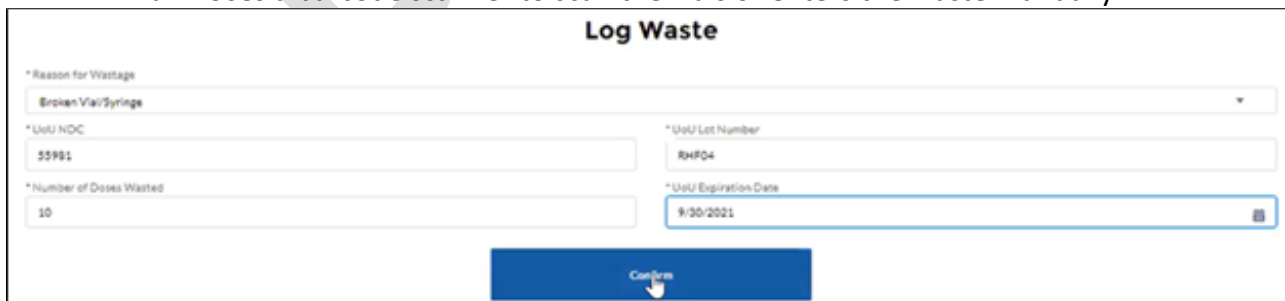 Log Waste
* Reason for Wastage
Broken Vial/Syringe
* UoU NDC
* UoU Lot Number
55981
RHF04
* Number of Doses Wasted
* UoU Expiration Date
10
9/30/2021
Confirm